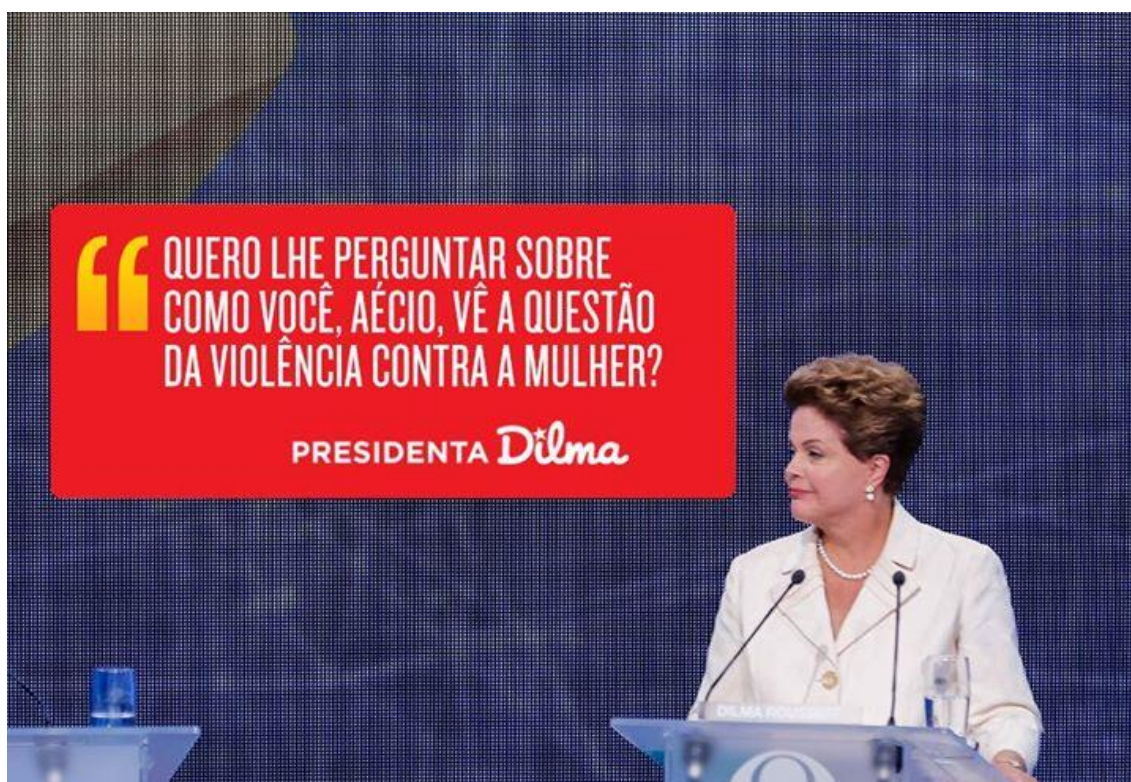 “ QUERO LHE PERGUNTAR SOBRE
COMO VOCÊ, AÉCIO, VÊ A QUESTÃO
DA VIOLÊNCIA CONTRA A MULHER?
PRESIDENTA Dilma
DILMA ROUSSEFF